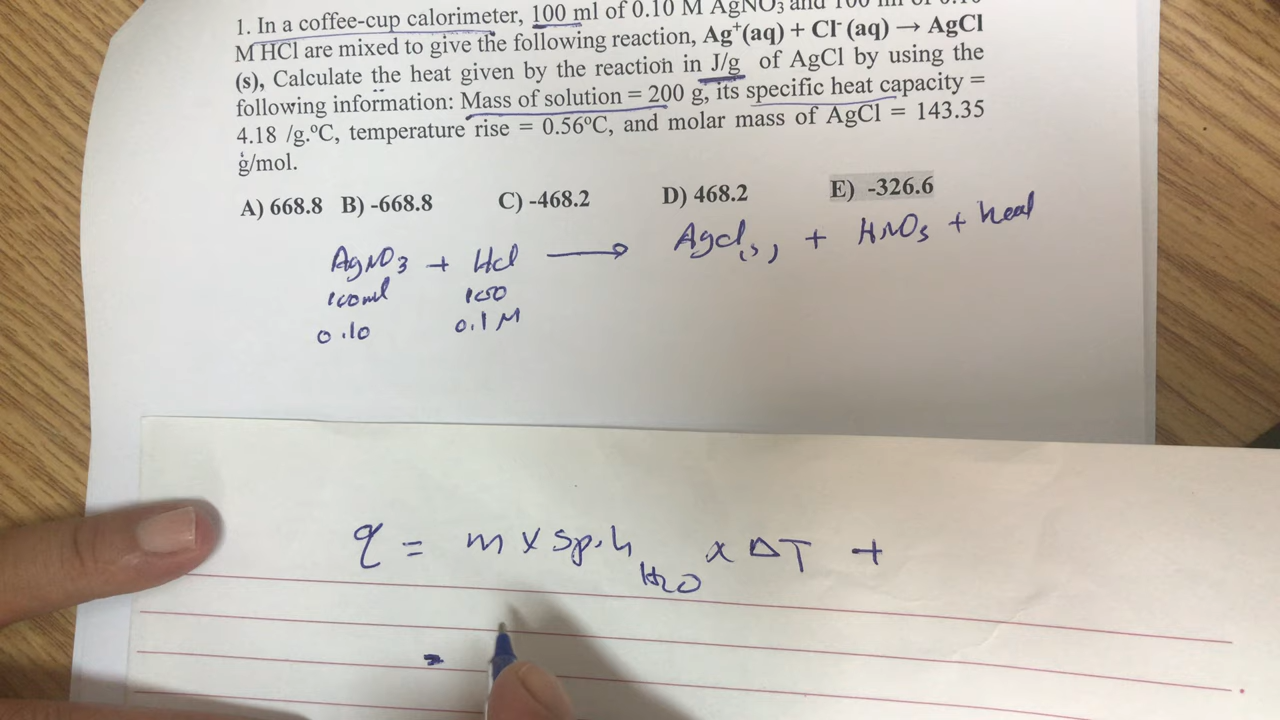 1. In a coffee-cup calorimeter, 100 ml of 0.10 M AgNO3 and 100 ml of 0.10
M HCl are mixed to give the following reaction, Ag+(aq) + Cl- (aq) → AgCl
(s), Calculate the heat given by the reaction in J/g of AgCl by using the
following information: Mass of solution = 200 g, its specific heat capacity =
4.18 /g.ºC, temperature rise = 0.56ºC, and molar mass of AgCl = 143.35
g/mol.
A) 668.8 B) -668.8 C) -468.2 D) 468.2 E) -326.6
AgNO3 + Hcl → Agcl(s) + HNO3 + heat
100ml 100
0.10 0.1 M
q = m x sp.h H2O x ΔT +
=